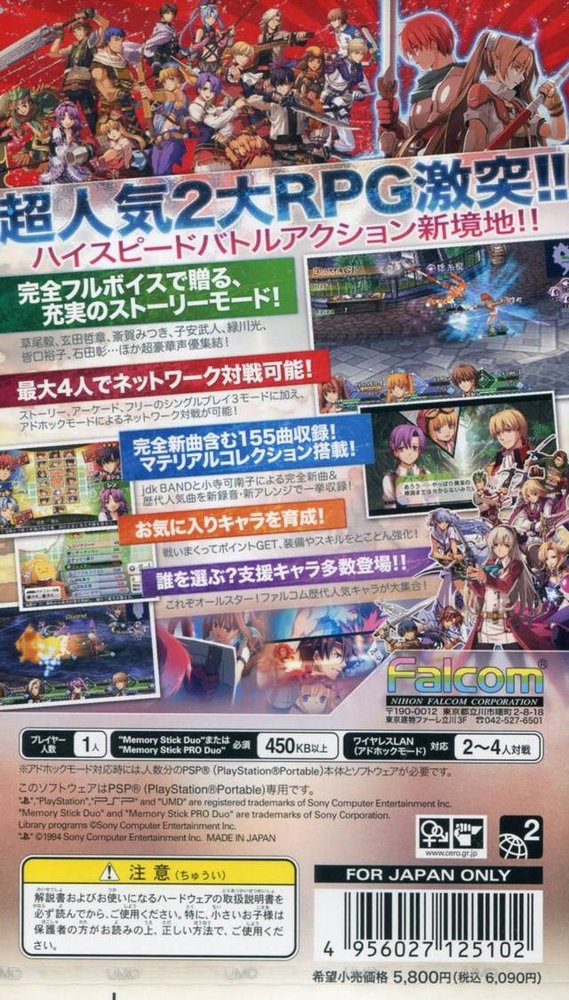 超人気2大RPG激突!!
ハイスピードバトルアクション新境地!!
完全フルボイスで贈る、
充実のストーリーモード!
草尾毅、玄田哲章、斎賀みつき、子安武人、緑川光、
皆口裕子、石田彰…ほか超豪華声優集結!
最大4人でネットワーク対戦可能!
ストーリー、アーケード、フリーのシングルプレイ3モードに加え、
アドホックモードによるネットワーク対戦が可能!
完全新曲含む155曲収録!
マテリアルコレクション搭載!
jdk BANDと小寺可南子による完全新曲&
歴代人気曲を新録音・新アレンジで一挙収録!
お気に入りキャラを育成!
戦いまくってポイントGET、装備やスキルをとことん強化!
誰を選ぶ?支援キャラ多数登場!!
これぞオールスター!ファルコム歴代人気キャラが大集合!
Falcom®
NIHON FALCOM CORPORATION
〒190-0012 東京都立川市曙町2-8-18
東京建物ファーレ立川3F ☎042-527-6501
プレイヤー人数 1人
"Memory Stick Duo"または
"Memory Stick PRO Duo" 必須 450KB以上
ワイヤレスLAN
(アドホックモード) 対応 2~4人対戦
※アドホックモード対応時には、人数分のPSP® (PlayStation®Portable)本体とソフトウェアが必要です。
このソフトウェアはPSP® (PlayStation®Portable)専用です。
","PlayStation","PSP" and "UMD" are registered trademarks of Sony Computer Entertainment Inc.
"Memory Stick Duo" and "Memory Stick PRO Duo" are trademarks of Sony Corporation.
Library programs ©Sony Computer Entertainment Inc.
©1994 Sony Computer Entertainment Inc. MADE IN JAPAN
www.cero.gr.jp
2
注意(ちゅうい)
解説書およびお使いになるハードウェアの取扱説明書を
必ず読んでから、ご使用ください。特に、小さいお子様は
保護者の方がお読みの上、正しい方法で、ご使用くだ
さい。
FOR JAPAN ONLY
4 956027 125102
希望小売価格 5,800円(税込 6,090円)
UMD UMD UMD UMD